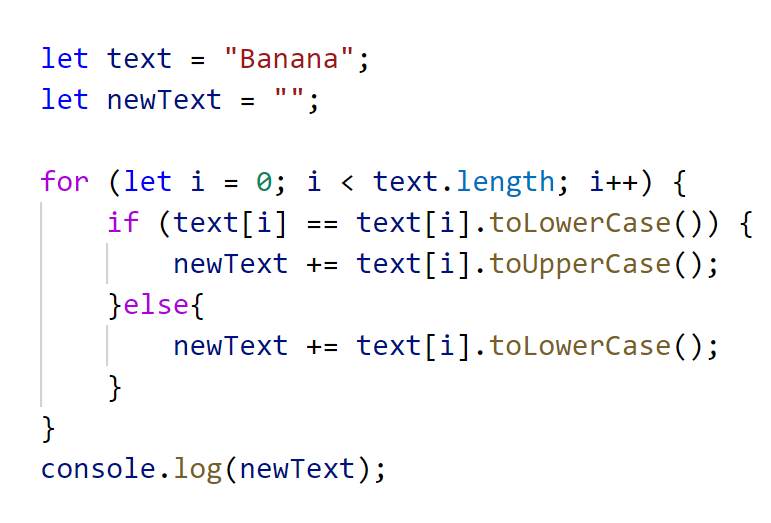 let text = "Banana";
let newText = "";

for (let i = 0; i < text.length; i++) {
    if (text[i] == text[i].toLowerCase()) {
        newText += text[i].toUpperCase();
    }else{
        newText += text[i].toLowerCase();
    }
}
console.log(newText);